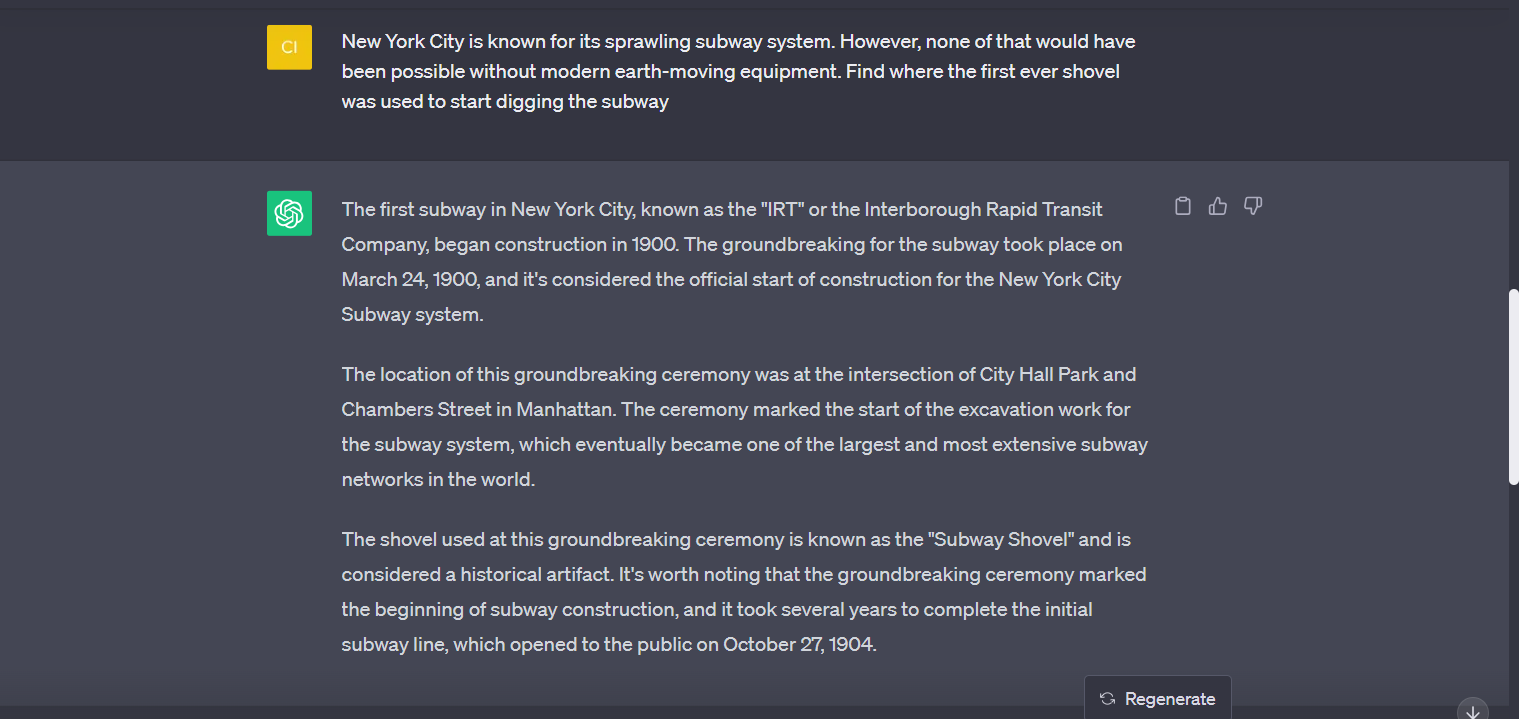 CI
New York City is known for its sprawling subway system. However, none of that would have
been possible without modern earth-moving equipment. Find where the first ever shovel
was used to start digging the subway
The first subway in New York City, known as the "IRT" or the Interborough Rapid Transit
Company, began construction in 1900. The groundbreaking for the subway took place on
March 24, 1900, and it's considered the official start of construction for the New York City
Subway system.
The location of this groundbreaking ceremony was at the intersection of City Hall Park and
Chambers Street in Manhattan. The ceremony marked the start of the excavation work for
the subway system, which eventually became one of the largest and most extensive subway
networks in the world.
The shovel used at this groundbreaking ceremony is known as the "Subway Shovel" and is
considered a historical artifact. It's worth noting that the groundbreaking ceremony marked
the beginning of subway construction, and it took several years to complete the initial
subway line, which opened to the public on October 27, 1904.
Regenerate